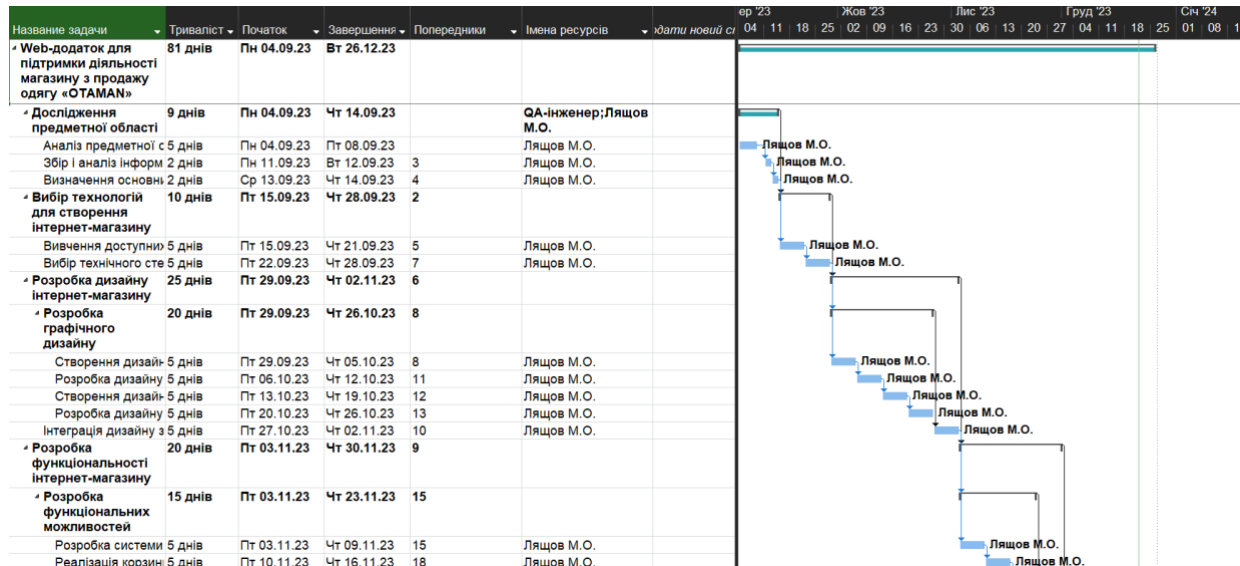 ер '23 Жов '23 Лис '23 Груд '23 Січ '24
Название задачи Триваліст Початок Завершення Попередники Имена ресурсів одати новий ст 04 11 18 25 02 09 16 23 30 06 13 20 27 04 11 18 25 01 08 1
Web-додаток для 81 днів Пн 04.09.23 Вт 26.12.23
підтримки діяльності
магазину з продажу
одягу «OTAMAN»
Дослідження 9 днів Пн 04.09.23 Чт 14.09.23 QA-інженер;Лящов
предметної області М.О.
Аналіз предметної с 5 днів Пн 04.09.23 Пт 08.09.23 Лящов М.О. Лящов М.О.
Збір і аналіз інформ 2 днів Пн 11.09.23 Вт 12.09.23 3 Лящов М.О. Лящов М.О.
Визначення основн 2 днів Ср 13.09.23 Чт 14.09.23 4 Лящов М.О. Лящов М.О.
Вибір технологій 10 днів Пт 15.09.23 Чт 28.09.23 2
для створення
інтернет-магазину
Вивчення доступних 5 днів Пт 15.09.23 Чт 21.09.23 5 Лящов М.О. Лящов М.О.
Вибір технічного сте 5 днів Пт 22.09.23 Чт 28.09.23 7 Лящов М.О. Лящов М.О.
Розробка дизайну 25 днів Пт 29.09.23 Чт 02.11.23 6
інтернет-магазину
Розробка 20 днів Пт 29.09.23 Чт 26.10.23 8
графічного
дизайну
Створення дизайн 5 днів Пт 29.09.23 Чт 05.10.23 8 Лящов М.О. Лящов М.О.
Розробка дизайну 5 днів Пт 06.10.23 Чт 12.10.23 11 Лящов М.О. Лящов М.О.
Створення дизайн 5 днів Пт 13.10.23 Чт 19.10.23 12 Лящов М.О. Лящов М.О.
Розробка дизайну 5 днів Пт 20.10.23 Чт 26.10.23 13 Лящов М.О. Лящов М.О.
Інтеграція дизайну з 5 днів Пт 27.10.23 Чт 02.11.23 10 Лящов М.О. Лящов М.О.
Розробка 20 днів Пт 03.11.23 Чт 30.11.23 9
функціональності
інтернет-магазину
Розробка 15 днів Пт 03.11.23 Чт 23.11.23 15
функціональних
можливостей
Розробка системи 5 днів Пт 03.11.23 Чт 09.11.23 15 Лящов М.О. Лящов М.О.
Реалізація корзин 5 днів Пт 10.11.23 Чт 16.11.23 18 Лящов М.О. Лящов М.О.